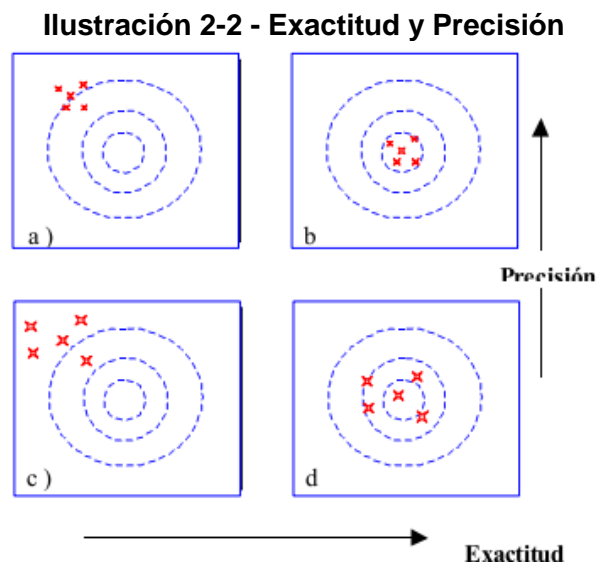 Ilustración 2-2 - Exactitud y Precisión
a )
b
Precisión
c )
d
Exactitud